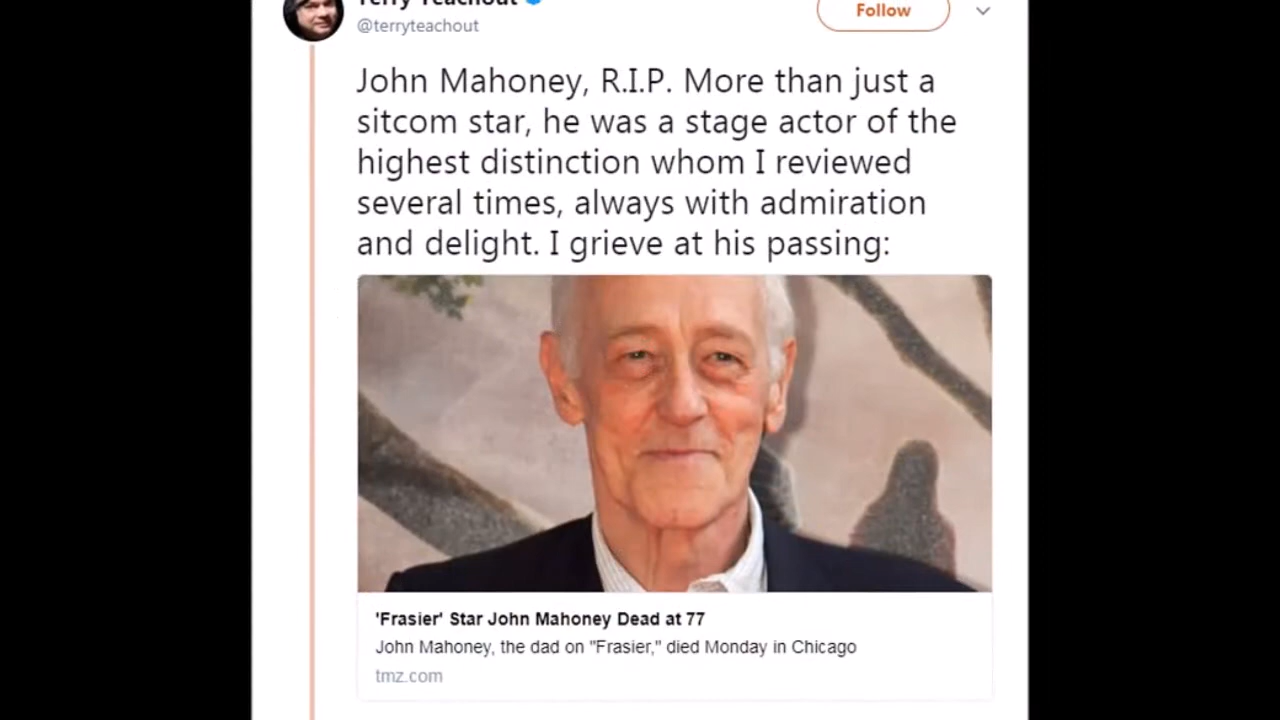 Terry Teachout
Follow
@terryteachout
John Mahoney, R.I.P. More than just a
sitcom star, he was a stage actor of the
highest distinction whom I reviewed
several times, always with admiration
and delight. I grieve at his passing:
'Frasier' Star John Mahoney Dead at 77
John Mahoney, the dad on "Frasier," died Monday in Chicago
tmz.com